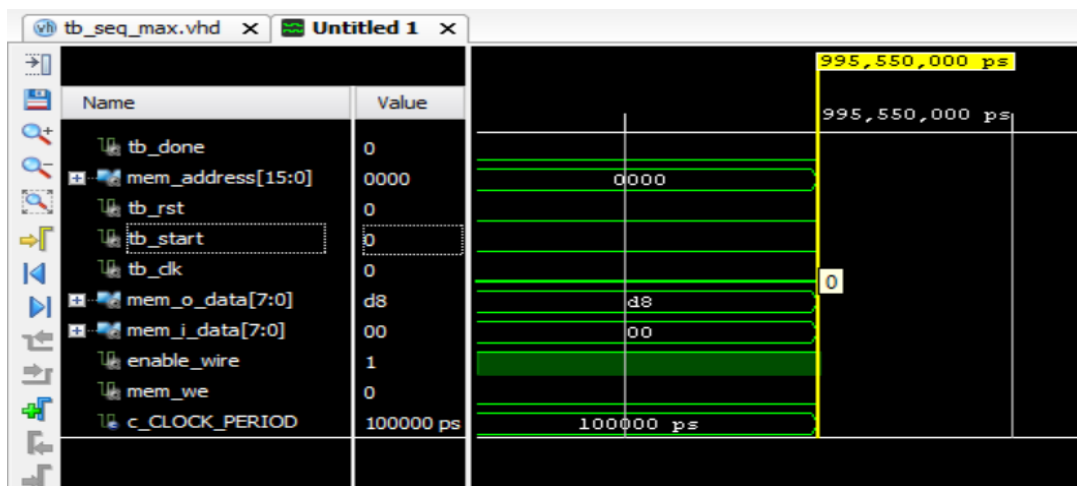 vh tb_seq_max.vhd Untitled 1
995,550,000 ps
Name Value
995,550,000 ps
tb_done 0
mem_address[15:0] 0000 0000
tb_rst 0
tb_start 0
tb_clk 0
0
mem_o_data[7:0] d8 d8
mem_i_data[7:0] 00 00
enable_wire 1
mem_we 0
c_CLOCK_PERIOD 100000 ps 100000 ps